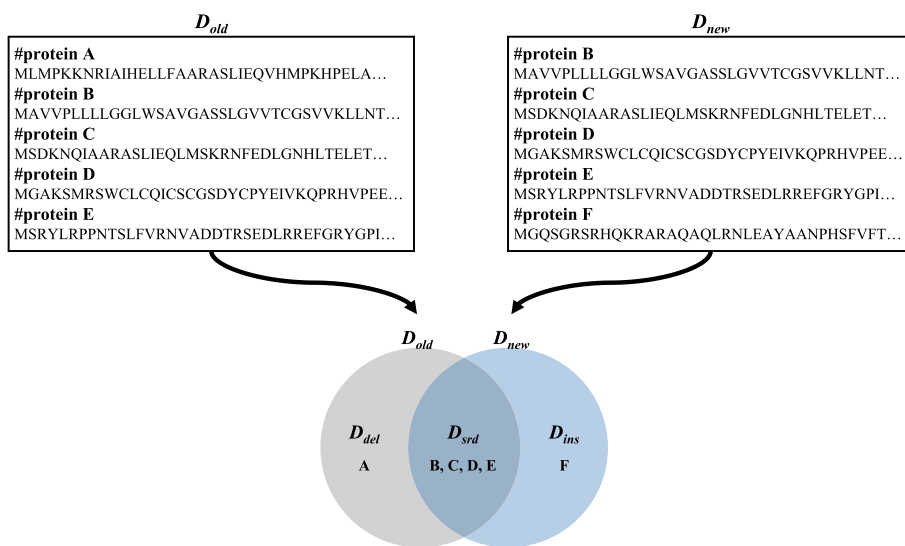 D_old
#protein A
MLMPKKNRIAIHELLFAARASLIEQVHMPKHPELA…
#protein B
MAVVPLLLLGGLWSAVGASSLGVVTCGSVVKLLNT…
#protein C
MSDKNQIAARASLIEQLMSKRNFEDLGNHLTELET…
#protein D
MGAKSMRSWCLCQICSCGSDYCPYEIVKQPRHVPEE…
#protein E
MSRYLRPPNTSLFVRNVADDTRSEDLRREFGRYGPI…
D_new
#protein B
MAVVPLLLLGGLWSAVGASSLGVVTCGSVVKLLNT…
#protein C
MSDKNQIAARASLIEQLMSKRNFEDLGNHLTELET…
#protein D
MGAKSMRSWCLCQICSCGSDYCPYEIVKQPRHVPEE…
#protein E
MSRYLRPPNTSLFVRNVADDTRSEDLRREFGRYGPI…
#protein F
MGQSGRSRHQKRARAQAQLRNLEAYAANPHSFVFT…
D_old D_new
D_del D_srd D_ins
A B, C, D, E F